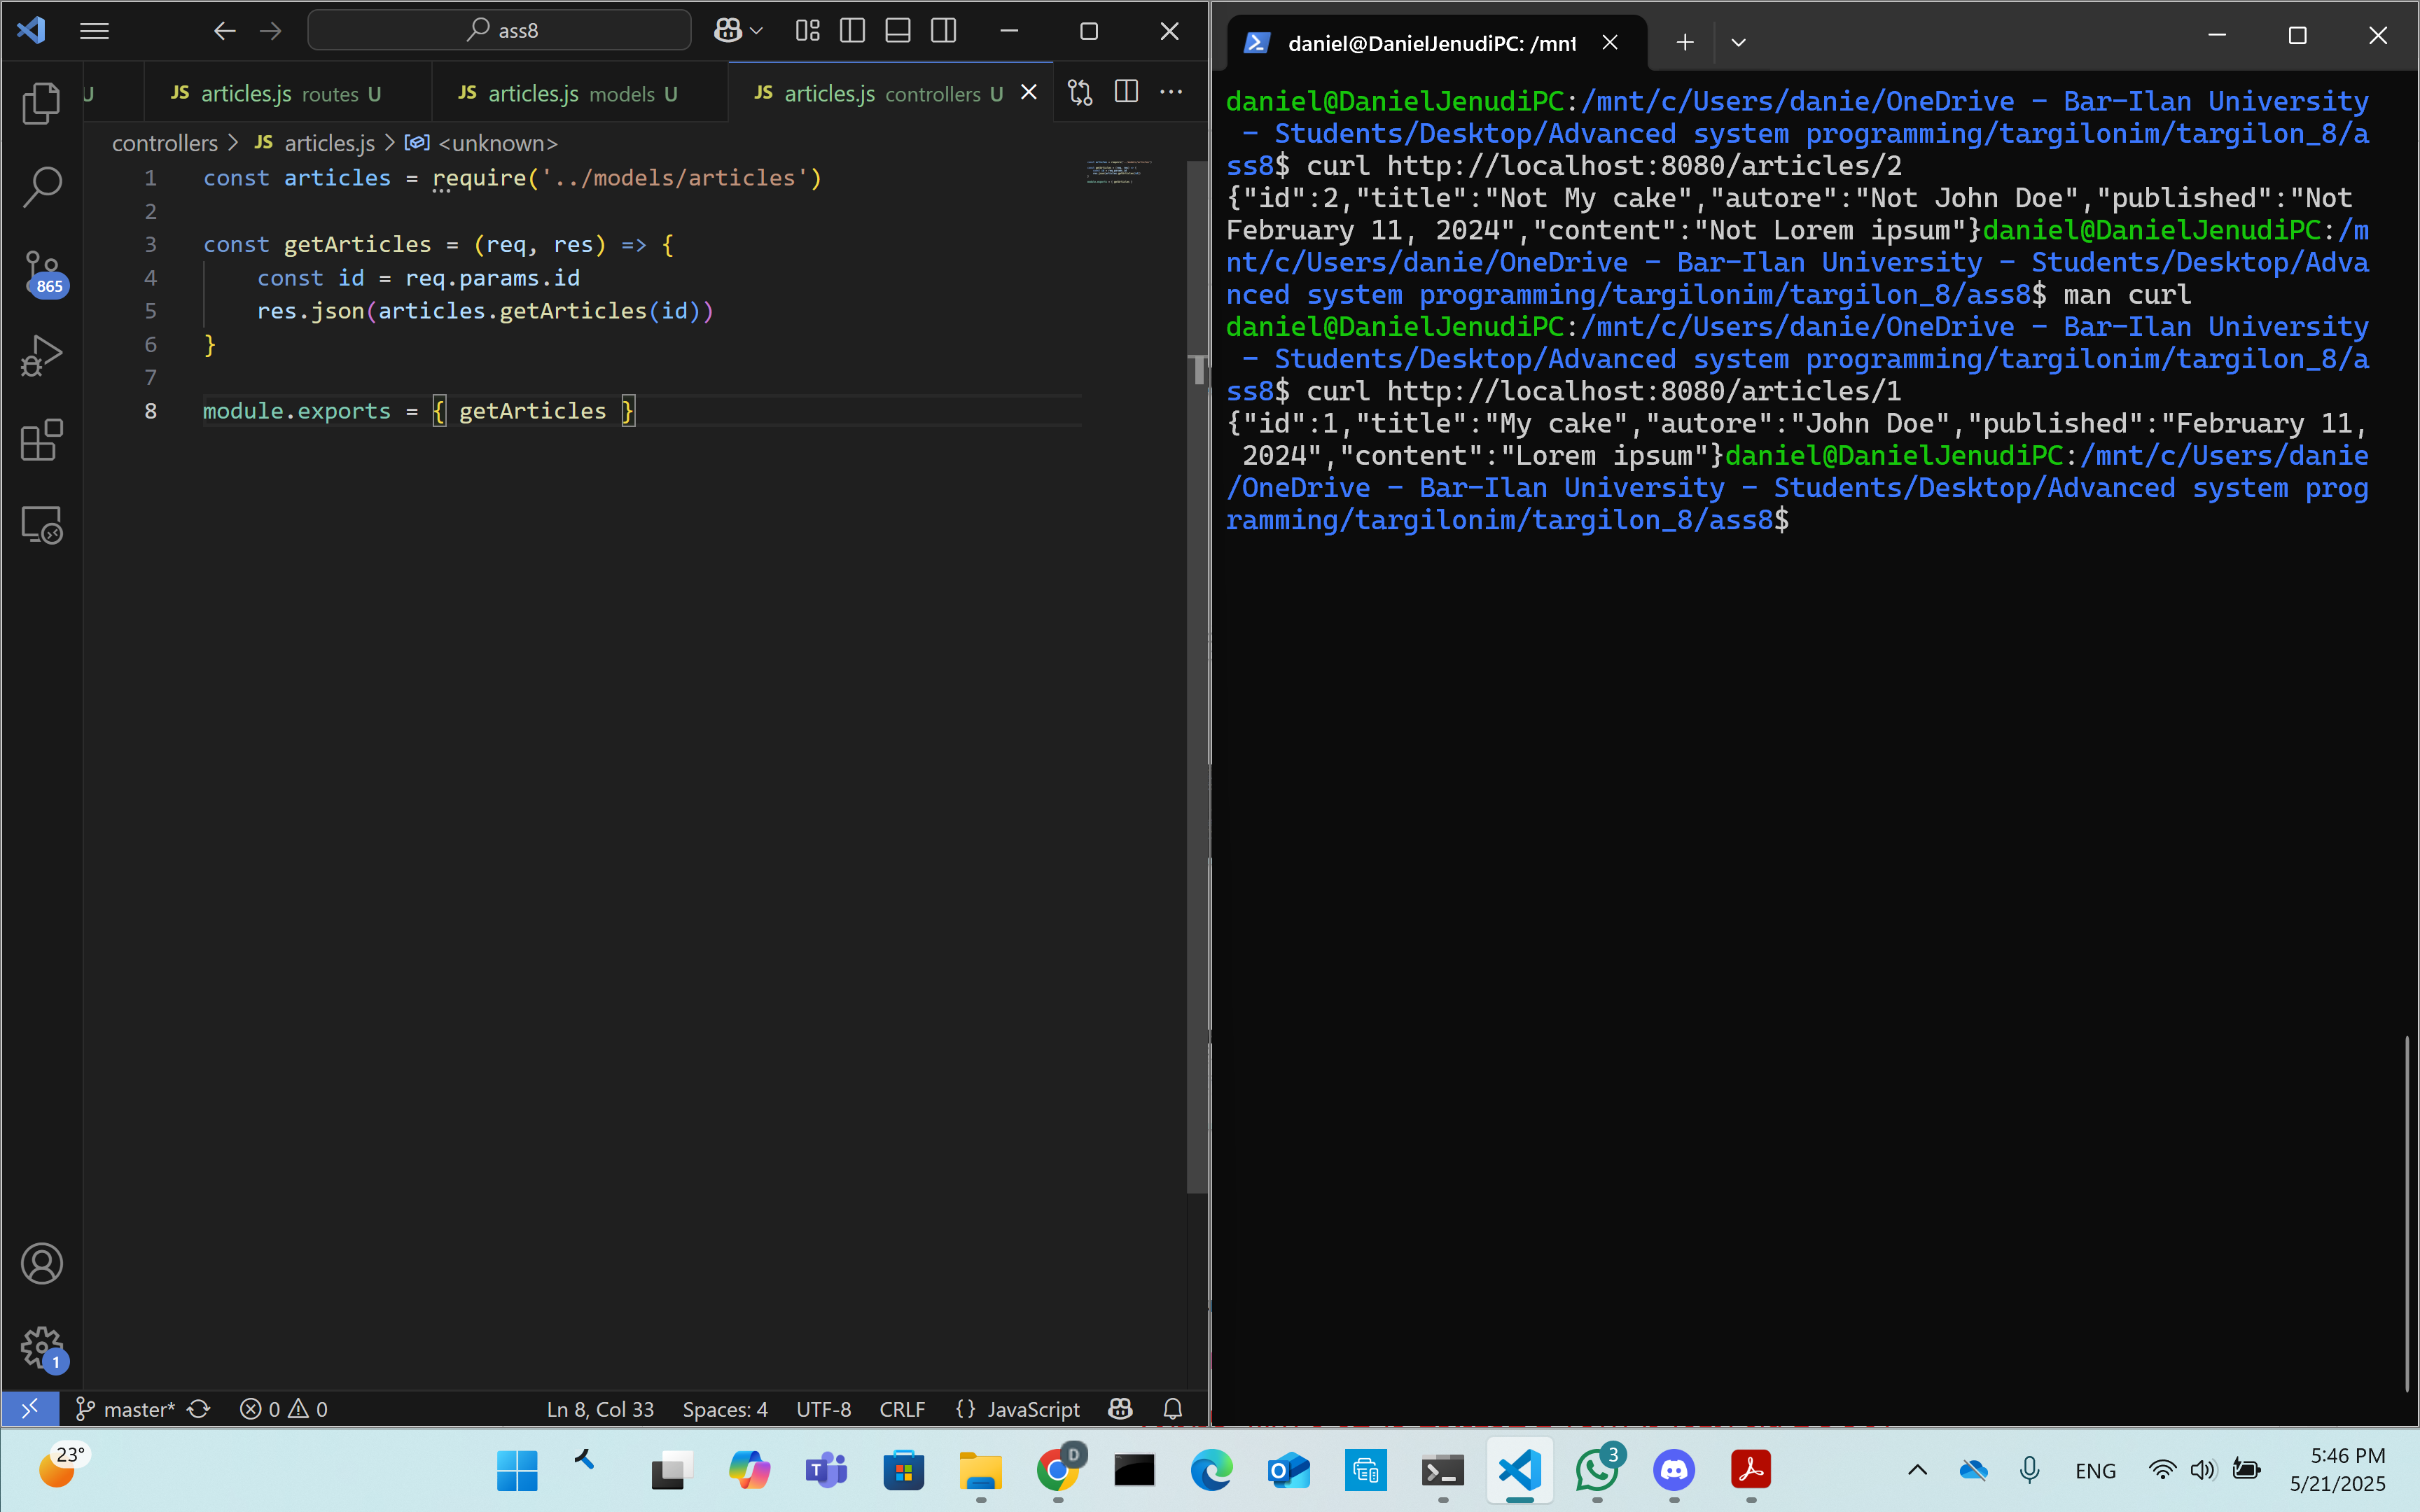 ass8
U
JS articles.js routes U
JS articles.js models U
JS articles.js controllers U
controllers > JS articles.js > <unknown>
1 const articles = require('../models/articles')
2
3 const getArticles = (req, res) => {
4 const id = req.params.id
5 res.json(articles.getArticles(id))
6 }
7
8 module.exports = { getArticles }
865
1
master* 0 0 Ln 8, Col 33 Spaces: 4 UTF-8 CRLF {} JavaScript
daniel@DanielJenudiPC: /mnt
daniel@DanielJenudiPC:/mnt/c/Users/danie/OneDrive - Bar-Ilan University
- Students/Desktop/Advanced system programming/targilonim/targilon_8/a
ss8$ curl http://localhost:8080/articles/2
{"id":2,"title":"Not My cake","autore":"Not John Doe","published":"Not
February 11, 2024","content":"Not Lorem ipsum"}daniel@DanielJenudiPC:/m
nt/c/Users/danie/OneDrive - Bar-Ilan University - Students/Desktop/Adva
nced system programming/targilonim/targilon_8/ass8$ man curl
daniel@DanielJenudiPC:/mnt/c/Users/danie/OneDrive - Bar-Ilan University
- Students/Desktop/Advanced system programming/targilonim/targilon_8/a
ss8$ curl http://localhost:8080/articles/1
{"id":1,"title":"My cake","autore":"John Doe","published":"February 11,
2024","content":"Lorem ipsum"}daniel@DanielJenudiPC:/mnt/c/Users/danie
/OneDrive - Bar-Ilan University - Students/Desktop/Advanced system prog
ramming/targilonim/targilon_8/ass8$
23°
D
3
ENG
5:46 PM
5/21/2025